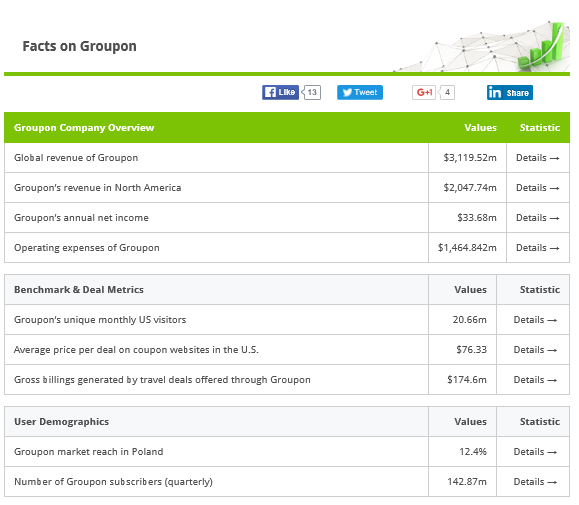 Facts on Groupon
Like 13 Tweet G+1 4 in Share
Groupon Company Overview Values Statistic
Global revenue of Groupon $3,119.52m Details →
Groupon's revenue in North America $2,047.74m Details →
Groupon's annual net income $33.68m Details →
Operating expenses of Groupon $1,464.842m Details →
Benchmark & Deal Metrics Values Statistic
Groupon's unique monthly US visitors 20.66m Details →
Average price per deal on coupon websites in the U.S. $76.33 Details →
Gross billings generated by travel deals offered through Groupon $174.6m Details →
User Demographics Values Statistic
Groupon market reach in Poland 12.4% Details →
Number of Groupon subscribers (quarterly) 142.87m Details →